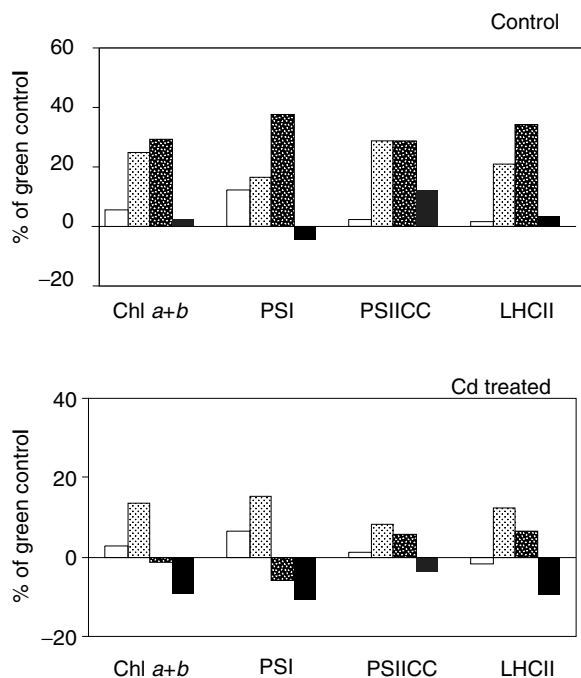 Control
% of green control
60
40
20
0
−20
Chl a+b PSI PSIICC LHCII
Cd treated
% of green control
40
20
0
−20
Chl a+b PSI PSIICC LHCII